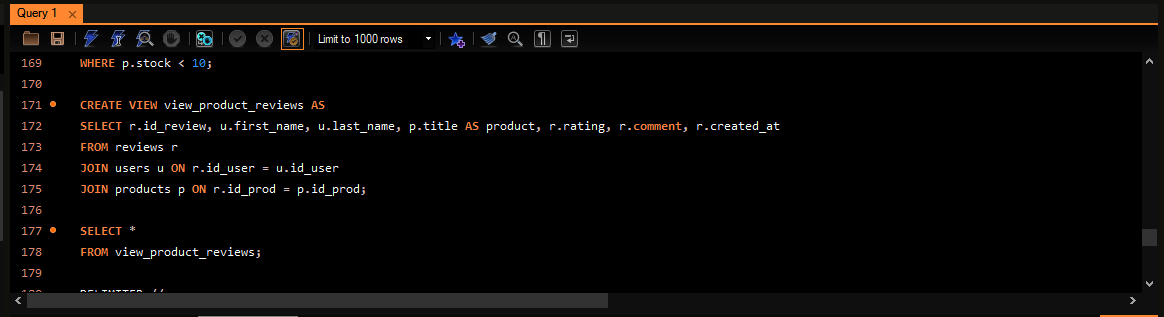 Query 1
Limit to 1000 rows
169 WHERE p.stock < 10;
170
171 CREATE VIEW view_product_reviews AS
172 SELECT r.id_review, u.first_name, u.last_name, p.title AS product, r.rating, r.comment, r.created_at
173 FROM reviews r
174 JOIN users u ON r.id_user = u.id_user
175 JOIN products p ON r.id_prod = p.id_prod;
176
177 SELECT *
178 FROM view_product_reviews;
179
180 DELIMITER //